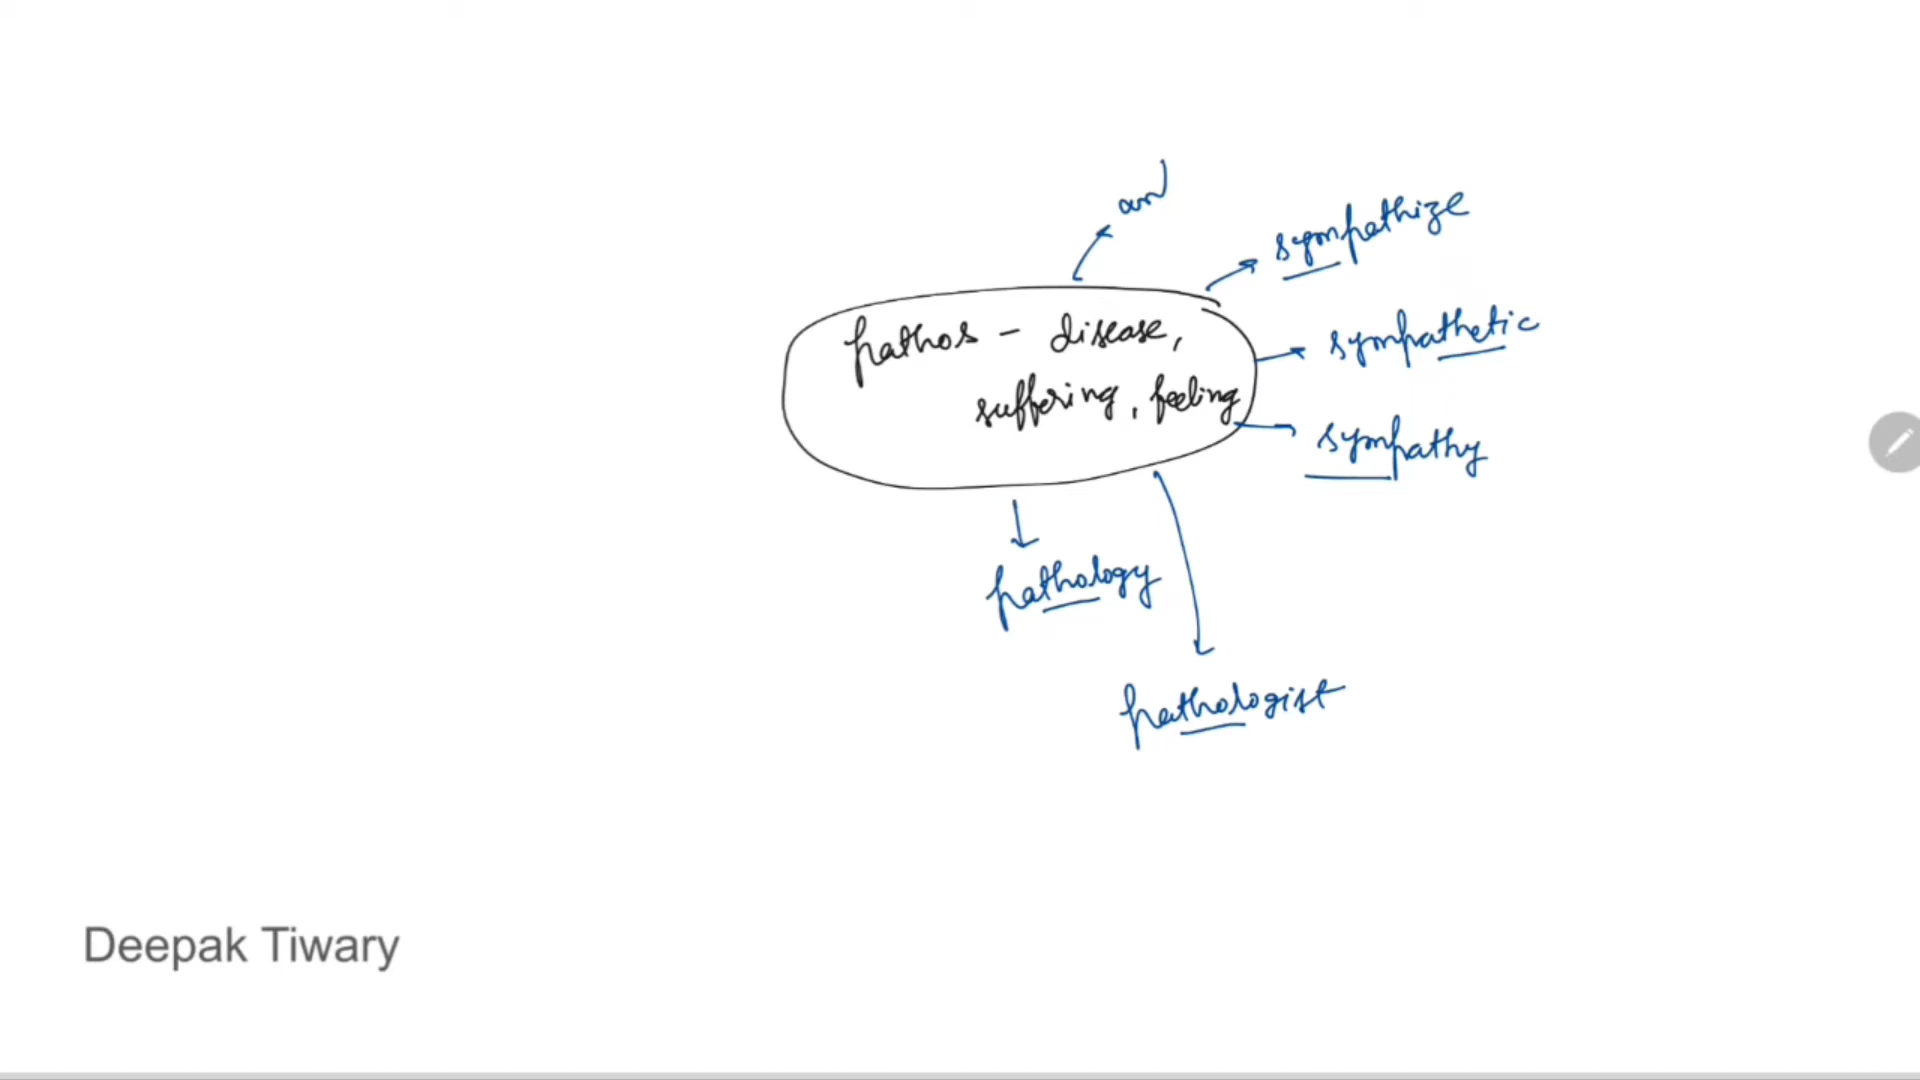 sympathize
pathos - disease,
sympathetic
suffering, feeling
sympathy
pathology
pathologist
Deepak Tiwary